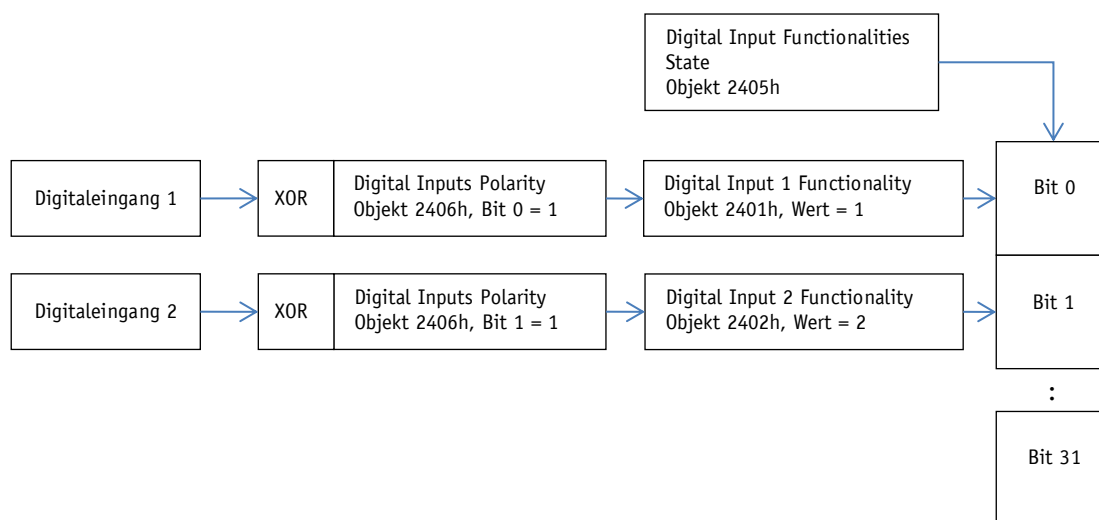 Digital Input Functionalities
State
Objekt 2405h
Digitaleingang 1
XOR
Digital Inputs Polarity
Objekt 2406h, Bit 0 = 1
Digital Input 1 Functionality
Objekt 2401h, Wert = 1
Bit 0
Digitaleingang 2
XOR
Digital Inputs Polarity
Objekt 2406h, Bit 1 = 1
Digital Input 2 Functionality
Objekt 2402h, Wert = 2
Bit 1
:
Bit 31